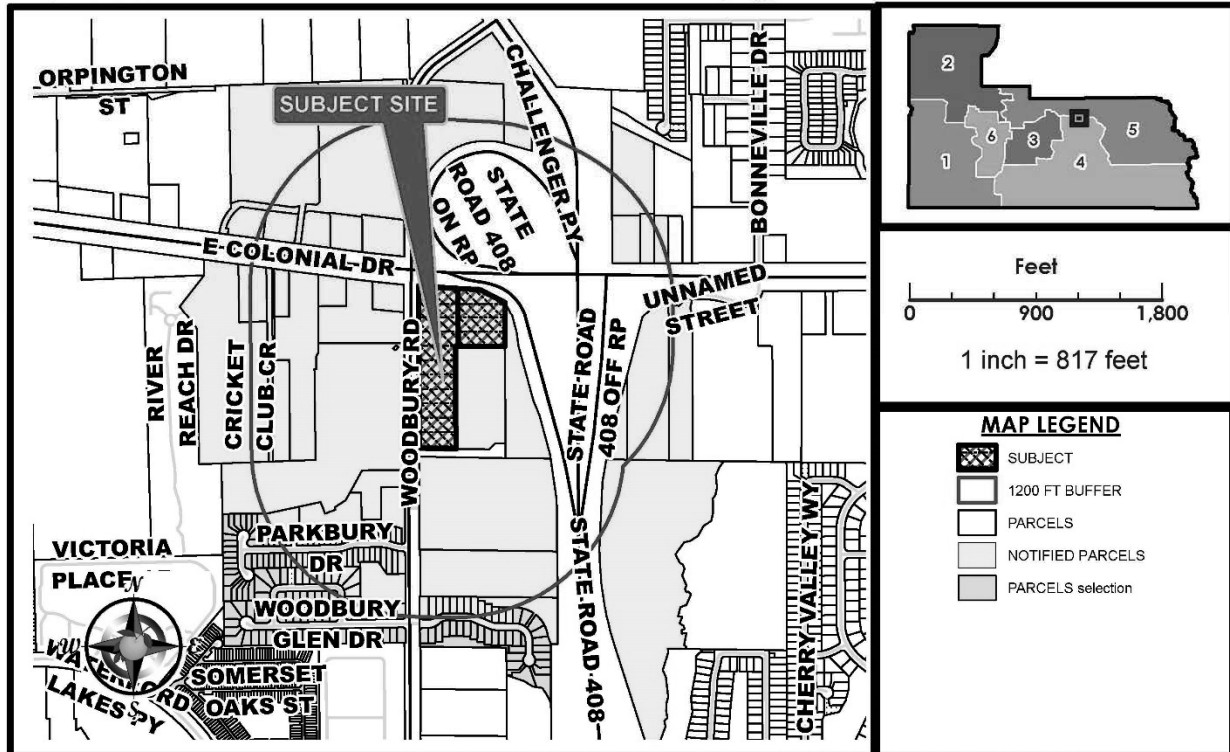 ORPINGTON
ST
SUBJECT SITE
CHALLENGER PY
BONNEVILLE DR
STATE
ROAD 408
ON RP
E COLONIAL DR
UNNAMED
STREET
RIVER
REACH DR
CRICKET
CLUB CR
WOODBURY RD
STATE ROAD
408 OFF RP
PARKBURY
DR
VICTORIA
PLACE
WOODBURY
GLEN DR
STATE ROAD 408
CHERRY VALLEY WY
N
W
E
S
WATERFORD
LAKES PY
SOMERSET
OAKS ST
2
6
3
5
1
4
Feet
0 900 1,800
1 inch = 817 feet
MAP LEGEND
SUBJECT
1200 FT BUFFER
PARCELS
NOTIFIED PARCELS
PARCELS selection